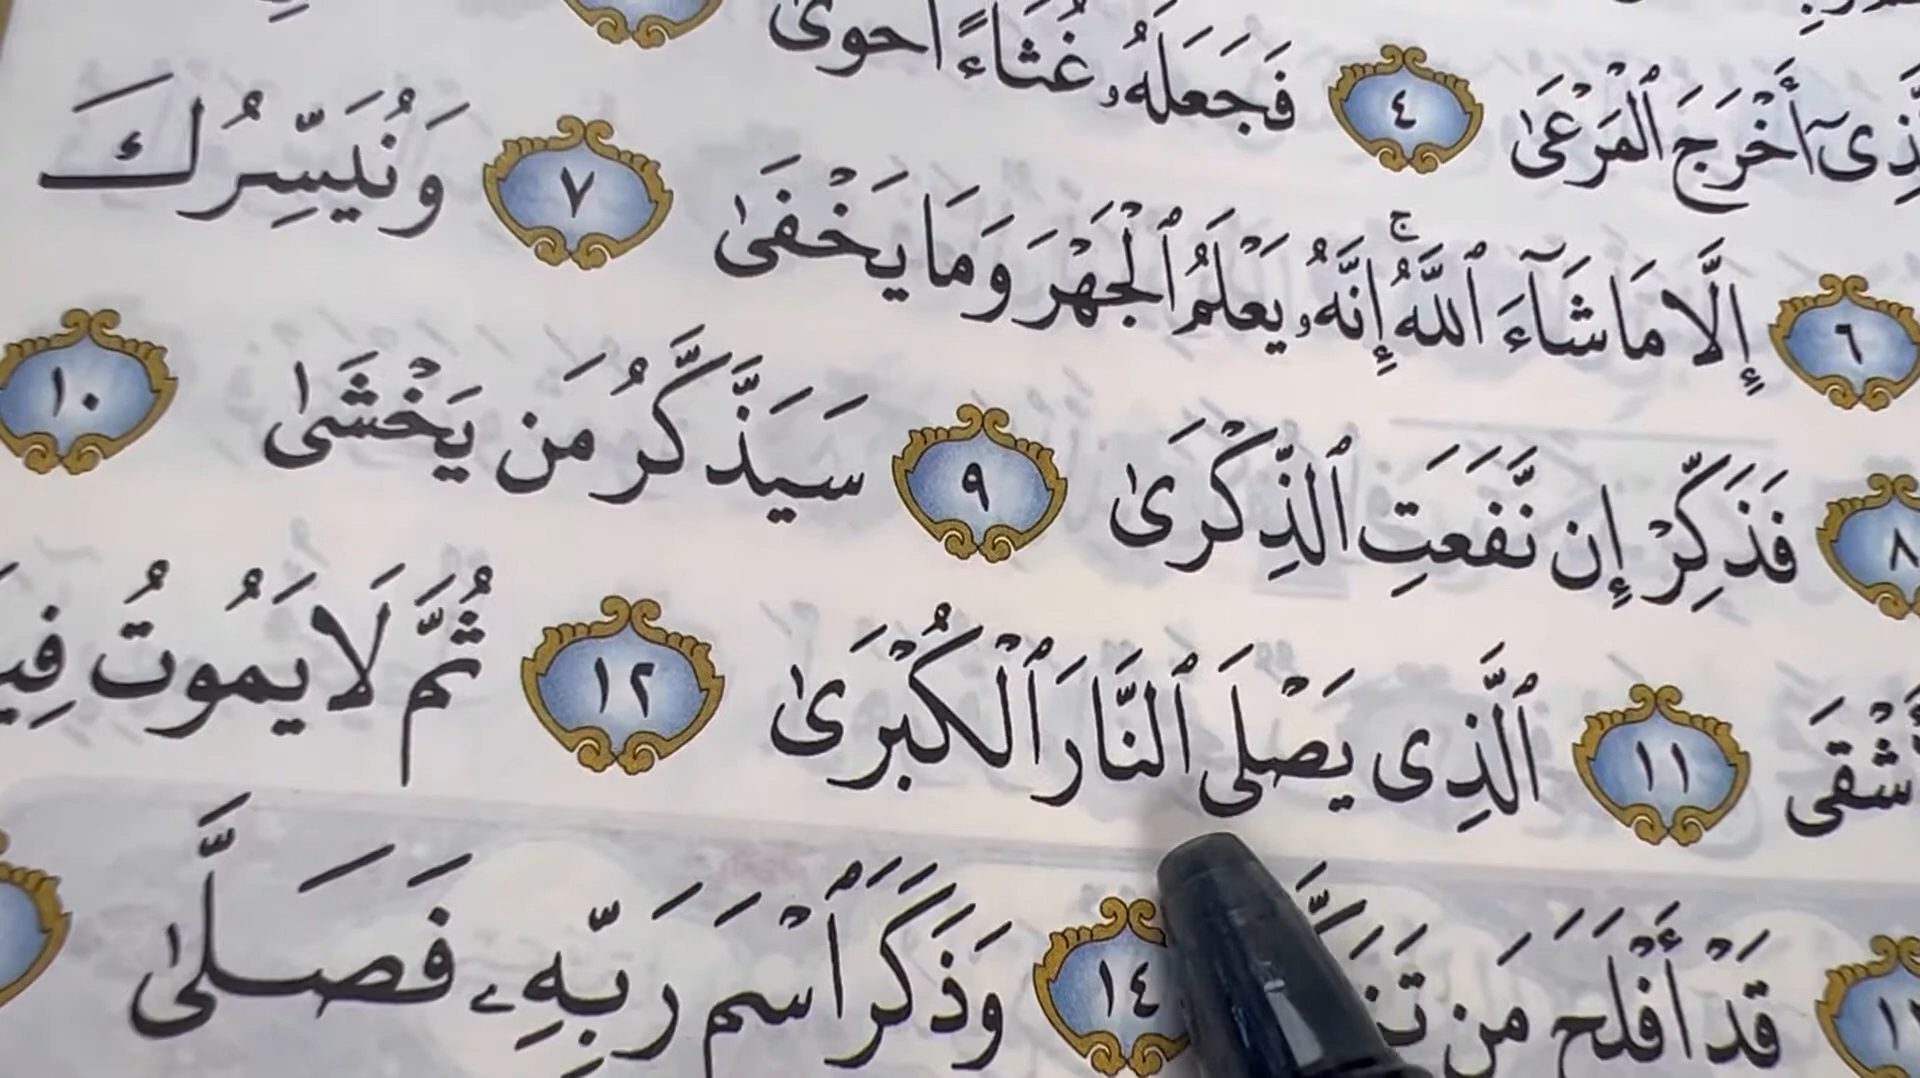 أَخْرَجَ ٱلْمَرْعَىٰ ٤ فَجَعَلَهُۥ غُثَآءً أَحْوَىٰ
٦ إِلَّا مَا شَآءَ ٱللَّهُ ۚ إِنَّهُۥ يَعْلَمُ ٱلْجَهْرَ وَمَا يَخْفَىٰ ٧ وَنُيَسِّرُكَ
٨ فَذَكِّرْ إِن نَّفَعَتِ ٱلذِّكْرَىٰ ٩ سَيَذَّكَّرُ مَن يَخْشَىٰ ١٠
١١ ٱلَّذِى يَصْلَى ٱلنَّارَ ٱلْكُبْرَىٰ ١٢ ثُمَّ لَا يَمُوتُ
قَدْ أَفْلَحَ مَن ١٤ وَذَكَرَ ٱسْمَ رَبِّهِۦ فَصَلَّىٰ